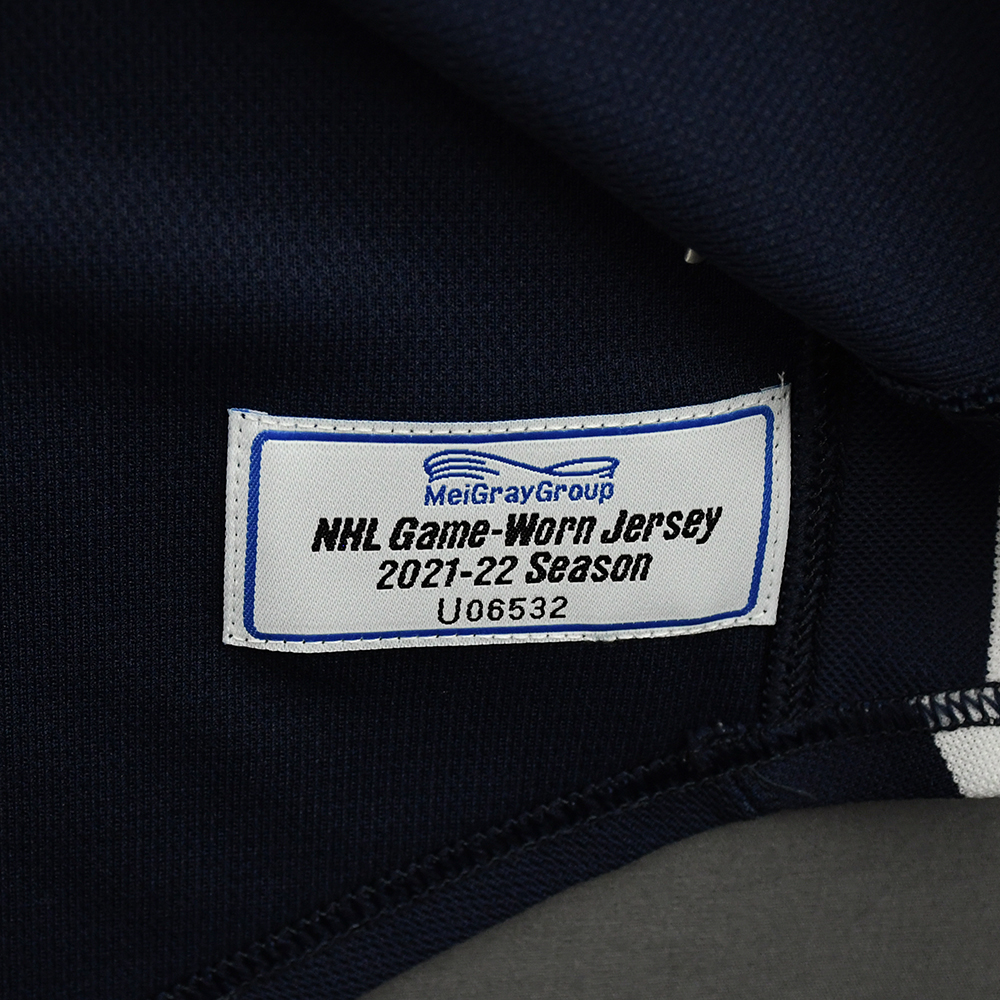 MeiGrayGroup
NHL Game-Worn Jersey
2021-22 Season
U06532